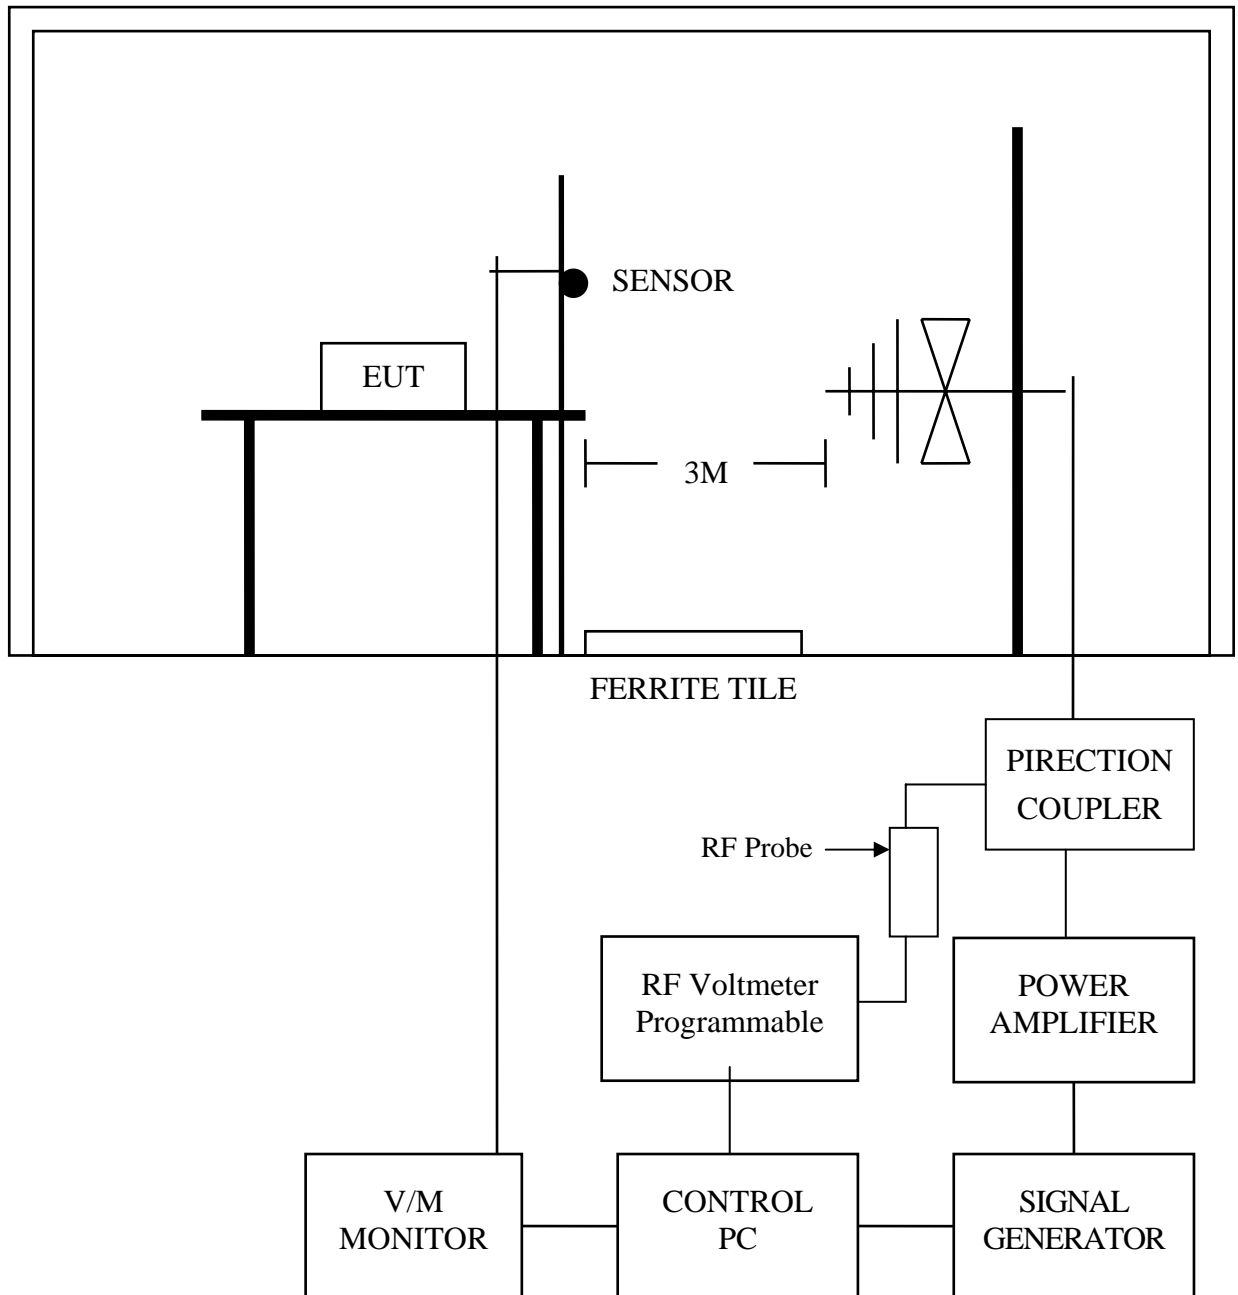 SENSOR
EUT
3M
FERRITE TILE
PIRECTION
COUPLER
RF Probe
RF Voltmeter
Programmable
POWER
AMPLIFIER
V/M
MONITOR
CONTROL
PC
SIGNAL
GENERATOR